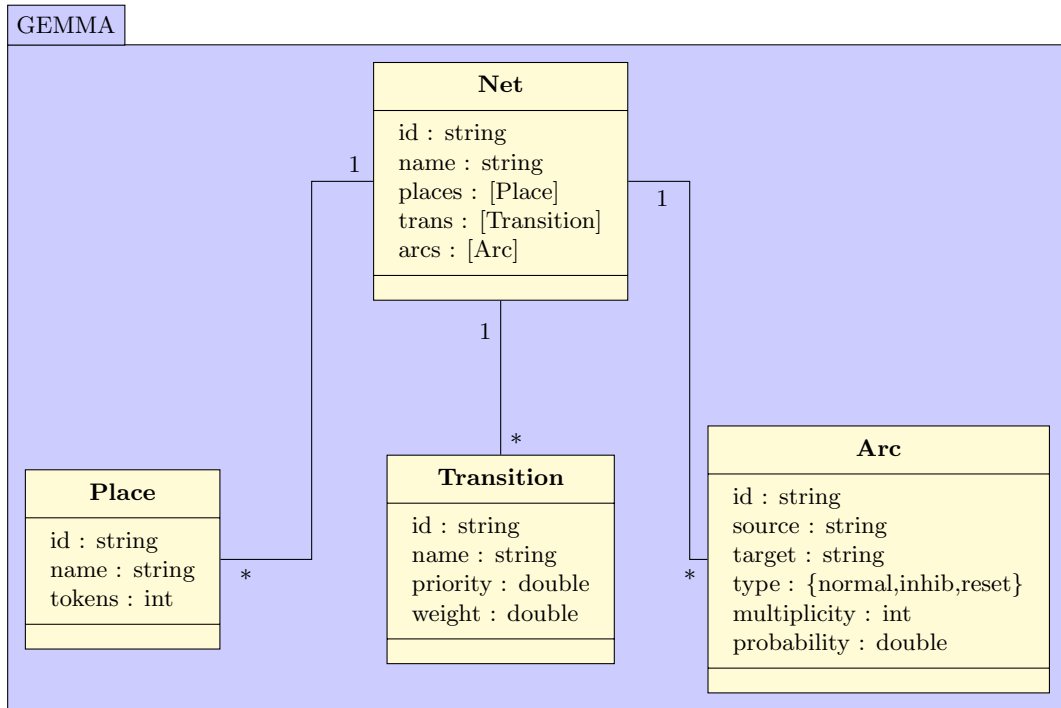 GEMMA
Net
id : string
name : string
places : [Place]
trans : [Transition]
arcs : [Arc]
1
1
1
*
*
*
Place
id : string
name : string
tokens : int
Transition
id : string
name : string
priority : double
weight : double
Arc
id : string
source : string
target : string
type : {normal,inhib,reset}
multiplicity : int
probability : double